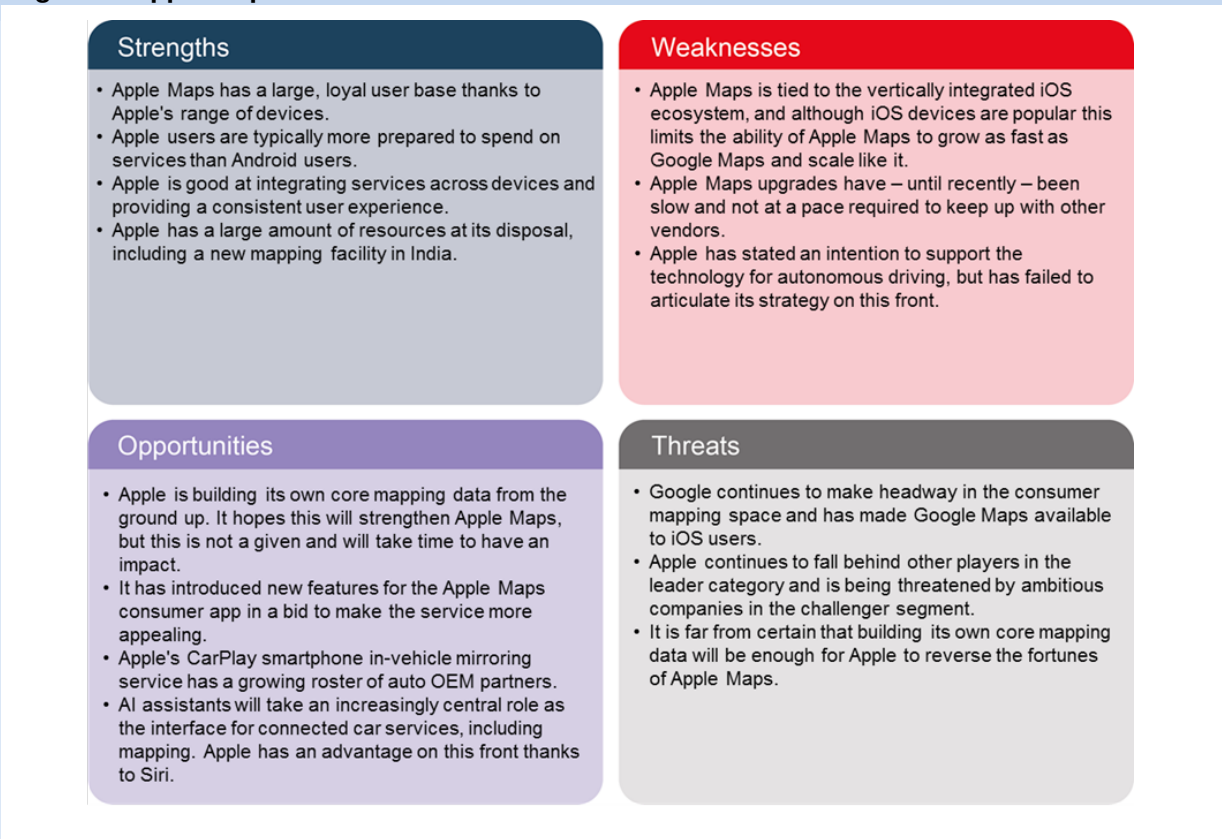 Strengths
• Apple Maps has a large, loyal user base thanks to
Apple's range of devices.
• Apple users are typically more prepared to spend on
services than Android users.
• Apple is good at integrating services across devices and
providing a consistent user experience.
• Apple has a large amount of resources at its disposal,
including a new mapping facility in India.
Weaknesses
• Apple Maps is tied to the vertically integrated iOS
ecosystem, and although iOS devices are popular this
limits the ability of Apple Maps to grow as fast as
Google Maps and scale like it.
• Apple Maps upgrades have – until recently – been
slow and not at a pace required to keep up with other
vendors.
• Apple has stated an intention to support the
technology for autonomous driving, but has failed to
articulate its strategy on this front.
Opportunities
• Apple is building its own core mapping data from the
ground up. It hopes this will strengthen Apple Maps,
but this is not a given and will take time to have an
impact.
• It has introduced new features for the Apple Maps
consumer app in a bid to make the service more
appealing.
• Apple's CarPlay smartphone in-vehicle mirroring
service has a growing roster of auto OEM partners.
• AI assistants will take an increasingly central role as
the interface for connected car services, including
mapping. Apple has an advantage on this front thanks
to Siri.
Threats
• Google continues to make headway in the consumer
mapping space and has made Google Maps available
to iOS users.
• Apple continues to fall behind other players in the
leader category and is being threatened by ambitious
companies in the challenger segment.
• It is far from certain that building its own core mapping
data will be enough for Apple to reverse the fortunes
of Apple Maps.